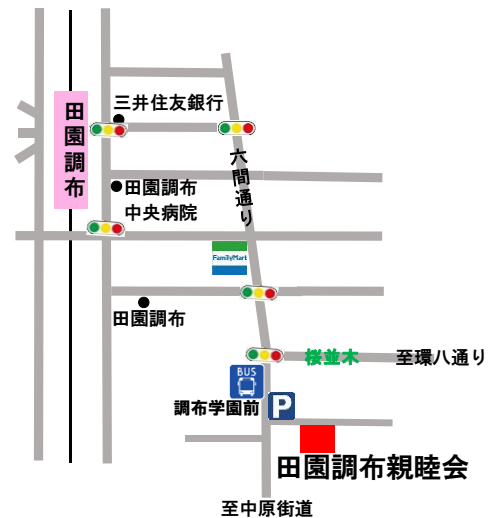 三井住友銀行
田園調布
六間通り
田園調布
中央病院
FamilyMart
田園調布
桜並木
至環八通り
BUS
調布学園前
P
田園調布親睦会
至中原街道